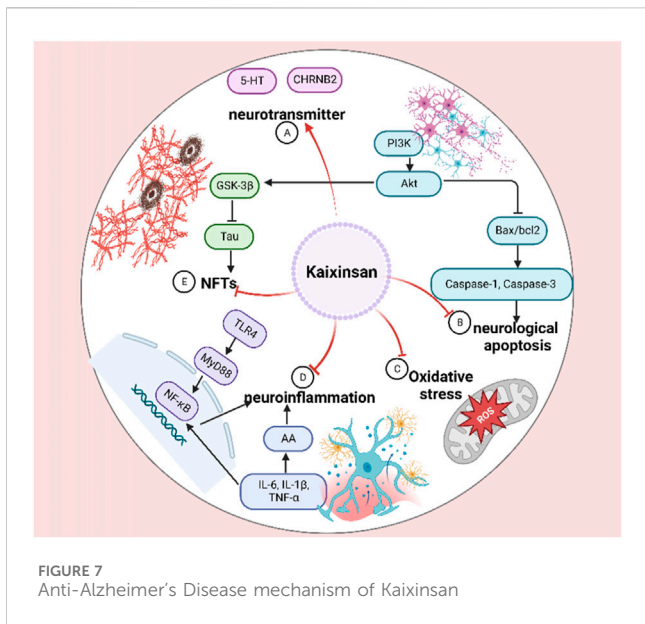 5-HT
CHRNB2
neurotransmitter
A
PI3K
Akt
GSK-3β
Tau
E
NFTs
Kaixinsan
Bax/bcl2
Caspase-1, Caspase-3
B
neurological
apoptosis
TLR4
MyD88
NF-κB
D
neuroinflammation
C
Oxidative
stress
ROS
AA
IL-6, IL-1β,
TNF-α
FIGURE 7
Anti-Alzheimer's Disease mechanism of Kaixinsan